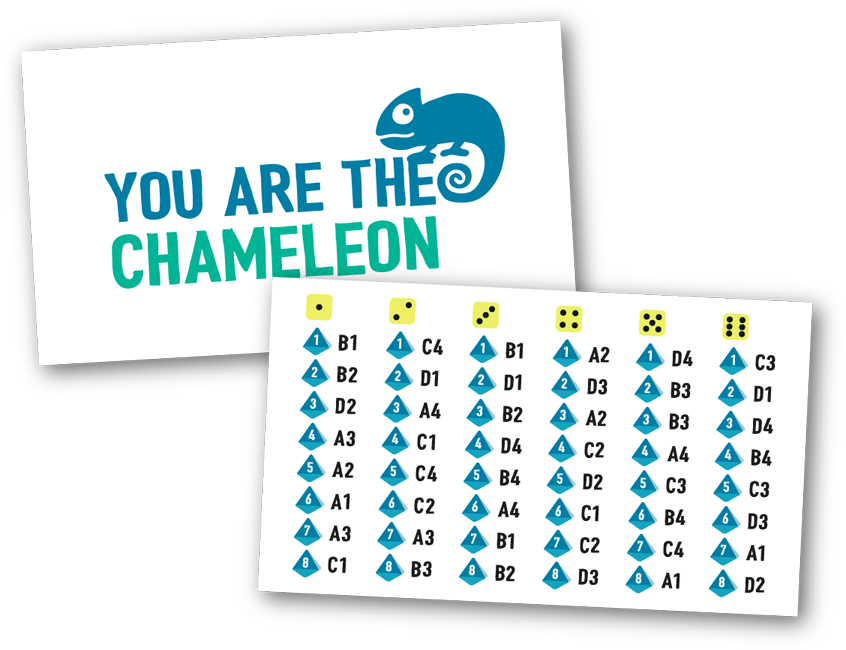 YOU ARE THE
CHAMELEON
1 B1 1 C4 1 B1 1 A2 1 D4 1 C3
2 B2 2 D1 2 D1 2 D3 2 B3 2 D1
3 D2 3 A4 3 B2 3 A2 3 B3 3 D4
4 A3 4 C1 4 D4 4 C2 4 A4 4 B4
5 A2 5 C4 5 B4 5 D2 5 C3 5 C3
6 A1 6 C2 6 A4 6 C1 6 B4 6 D3
7 A3 7 A3 7 B1 7 C2 7 C4 7 A1
8 C1 8 B3 8 B2 8 D3 8 A1 8 D2